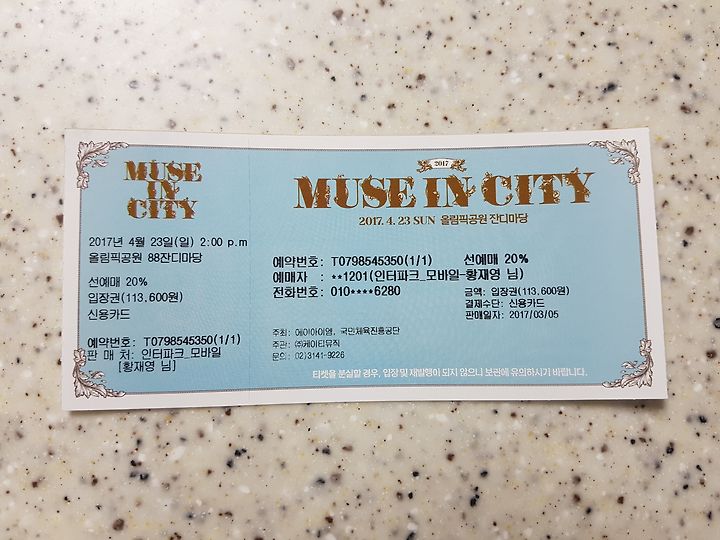 MUSE
IN
CITY
2017년 4월 23일(일) 2:00 p.m
올림픽공원 88잔디마당
선예매 20%
입장권(113,600원)
신용카드
예약번호: T0798545350(1/1)
판 매 처: 인터파크_모바일
[황재영 님]
2017
MUSE IN CITY
2017. 4. 23 SUN 올림픽공원 잔디마당
예약번호: T0798545350(1/1) 선예매 20%
예매자 : **1201(인터파크_모바일-황재영 님)
전화번호: 010****6280
금액: 입장권(113,600원)
결제수단: 신용카드
판매일자: 2017/03/05
주최: 에이아이엠, 국민체육진흥공단
주관: ㈜케이티뮤직
문의: 02)3141-9226
티켓을 분실할 경우, 입장 및 재발행이 되지 않으니 보관에 유의하시기 바랍니다.